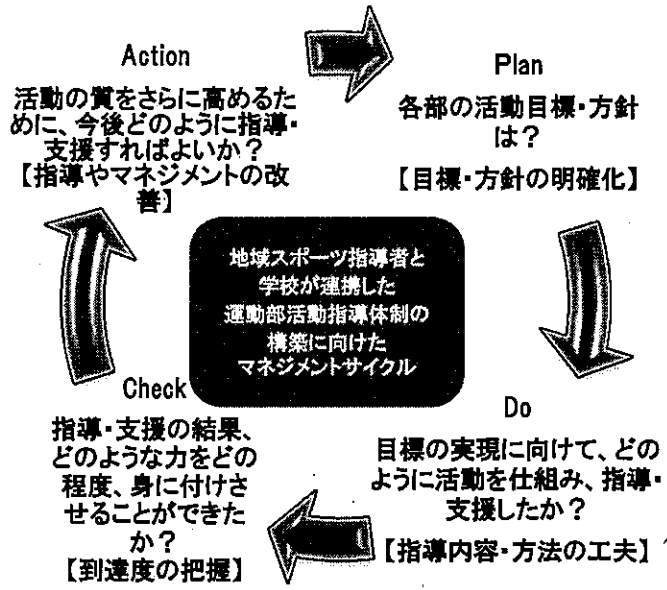 Action
活動の質をさらに高めるた
めに、今後どのように指導・
支援すればよいか？
【指導やマネジメントの改
善】
Plan
各部の活動目標・方針
は？
【目標・方針の明確化】
地域スポーツ指導者と
学校が連携した
運動部活動指導体制の
構築に向けた
マネジメントサイクル
Check
指導・支援の結果、
どのような力をどの
程度、身に付けさ
せることができた
か？
【到達度の把握】
Do
目標の実現に向けて、どの
ように活動を仕組み、指導・
支援したか？
【指導内容・方法の工夫】